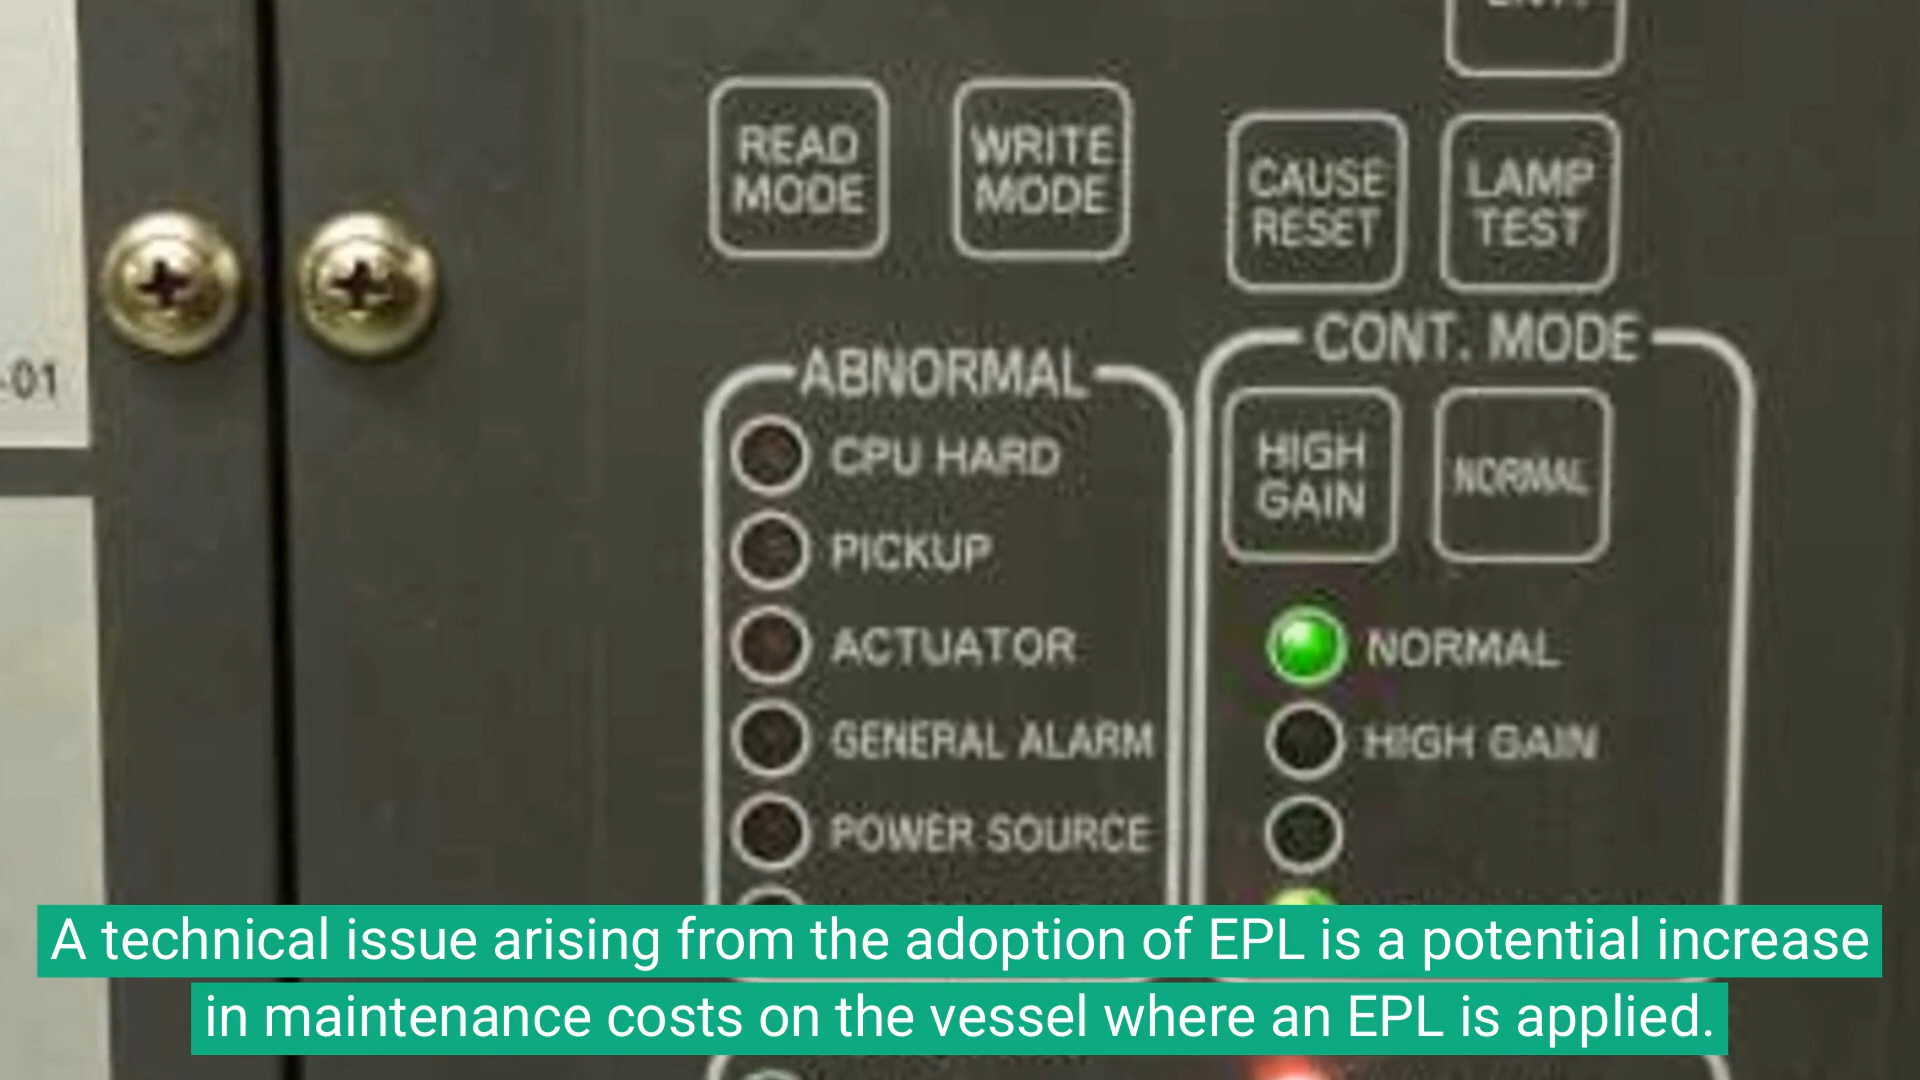 READ
MODE
WRITE
MODE
CAUSE
RESET
LAMP
TEST
-01
ABNORMAL
CPU HARD
PICKUP
ACTUATOR
GENERAL ALARM
POWER SOURCE
CONT. MODE
HIGH
GAIN
NORMAL
NORMAL
HIGH GAIN
A technical issue arising from the adoption of EPL is a potential increase
in maintenance costs on the vessel where an EPL is applied.